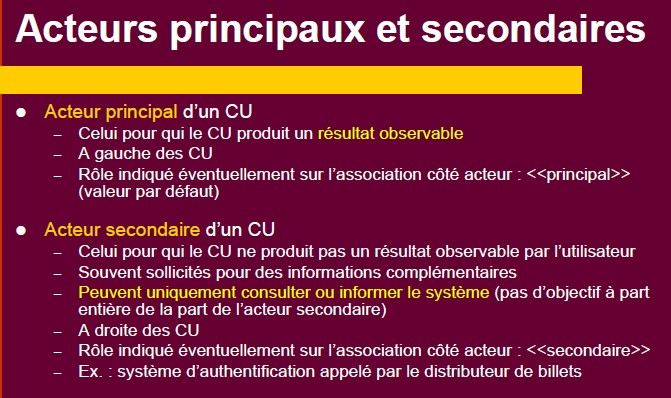 Acteurs principaux et secondaires
● Acteur principal d'un CU
– Celui pour qui le CU produit un résultat observable
– A gauche des CU
– Rôle indiqué éventuellement sur l'association côté acteur : <<principal>>
(valeur par défaut)
● Acteur secondaire d'un CU
– Celui pour qui le CU ne produit pas un résultat observable par l'utilisateur
– Souvent sollicités pour des informations complémentaires
– Peuvent uniquement consulter ou informer le système (pas d'objectif à part
entière de la part de l'acteur secondaire)
– A droite des CU
– Rôle indiqué éventuellement sur l'association côté acteur : <<secondaire>>
– Ex. : système d'authentification appelé par le distributeur de billets